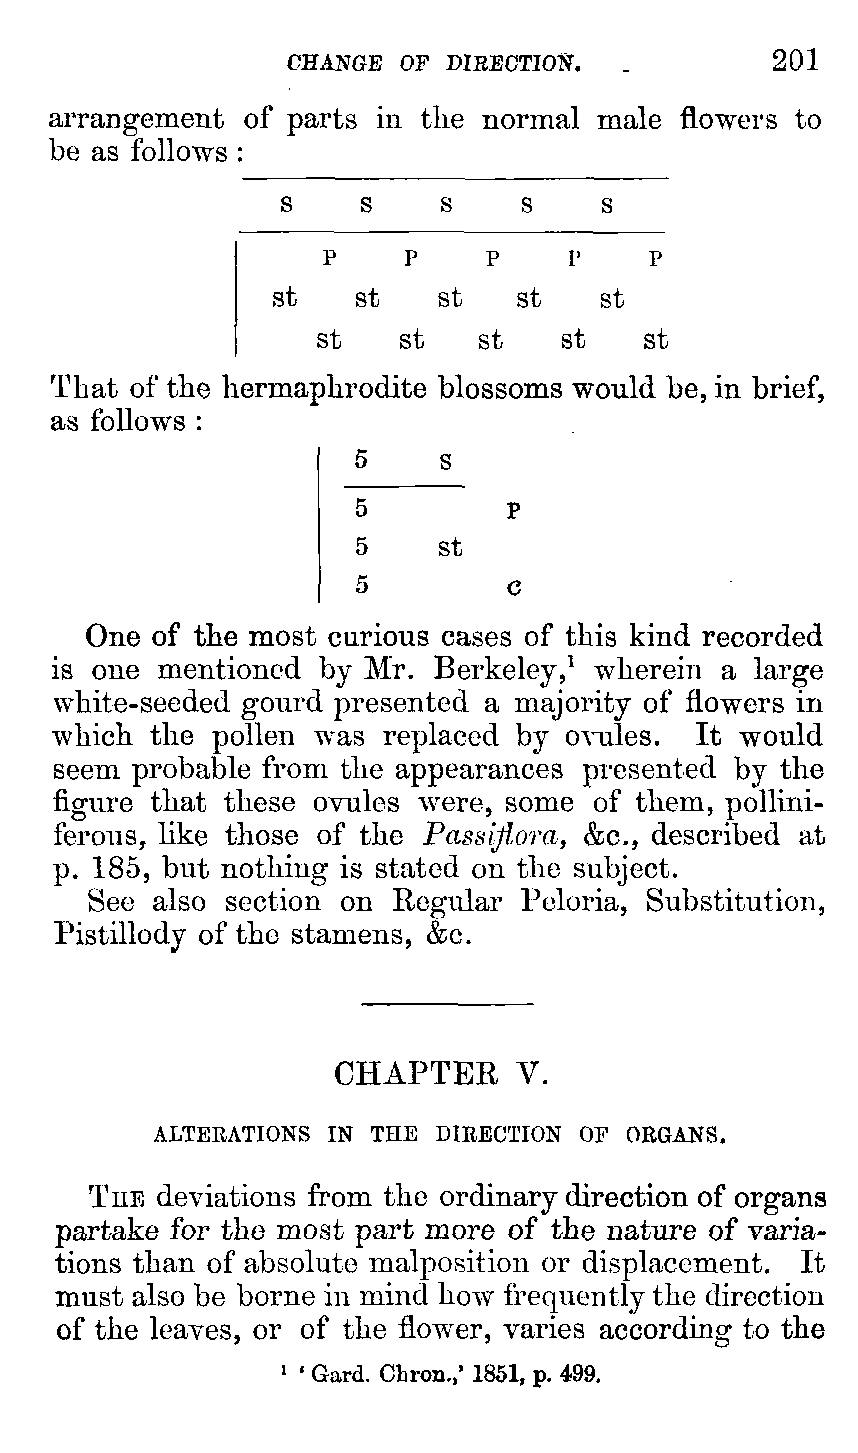 CHANGE OF DIRECTION. 201
arrangement of parts in the normal male flowers to
be as follows :
S S S S S
P P P P P
st st st st st
st st st st st
That of the hermaphrodite blossoms would be, in brief,
as follows :
5 S
5 P
5 st
5 C
One of the most curious cases of this kind recorded
is one mentioned by Mr. Berkeley,¹ wherein a large
white-seeded gourd presented a majority of flowers in
which the pollen was replaced by ovules. It would
seem probable from the appearances presented by the
figure that these ovules were, some of them, pollini-
ferous, like those of the Passiflora, &c., described at
p. 185, but nothing is stated on the subject.
See also section on Regular Peloria, Substitution,
Pistillody of the stamens, &c.
CHAPTER V.
ALTERATIONS IN THE DIRECTION OF ORGANS.
THE deviations from the ordinary direction of organs
partake for the most part more of the nature of varia-
tions than of absolute malposition or displacement. It
must also be borne in mind how frequently the direction
of the leaves, or of the flower, varies according to the
¹ ‘ Gard. Chron.,’ 1851, p. 499.